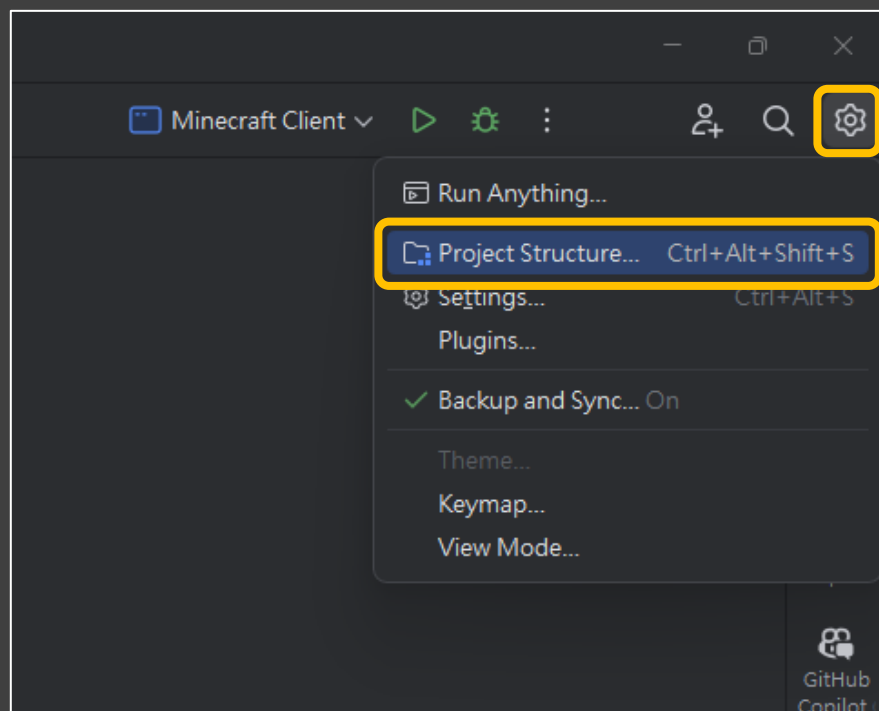 Minecraft Client
Run Anything...
Project Structure... Ctrl+Alt+Shift+S
Settings... Ctrl+Alt+S
Plugins...
Backup and Sync... On
Theme...
Keymap...
View Mode...
GitHub
Copilot